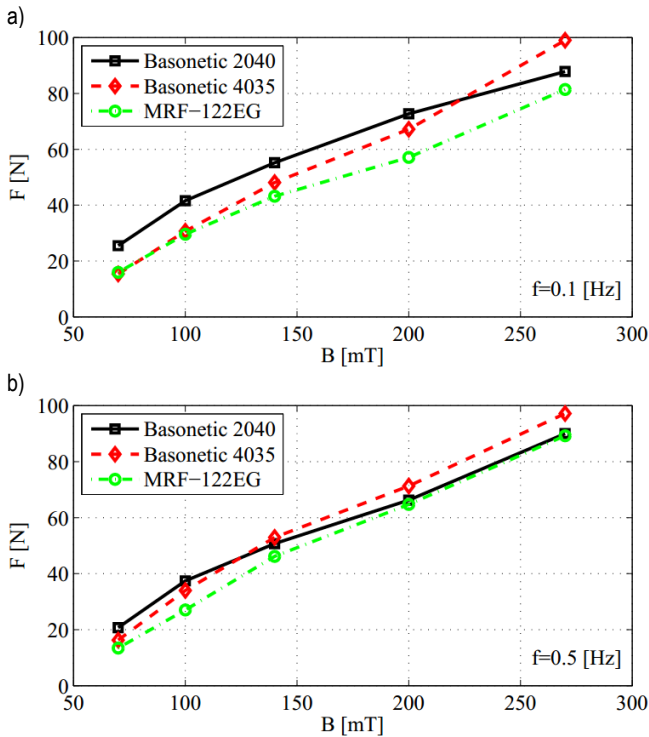 a)
100
80
60
40
20
0
F [N]
Basonetic 2040
Basonetic 4035
MRF−122EG
f=0.1 [Hz]
50 100 150 200 250 300
B [mT]
b)
100
80
60
40
20
0
F [N]
Basonetic 2040
Basonetic 4035
MRF−122EG
f=0.5 [Hz]
50 100 150 200 250 300
B [mT]